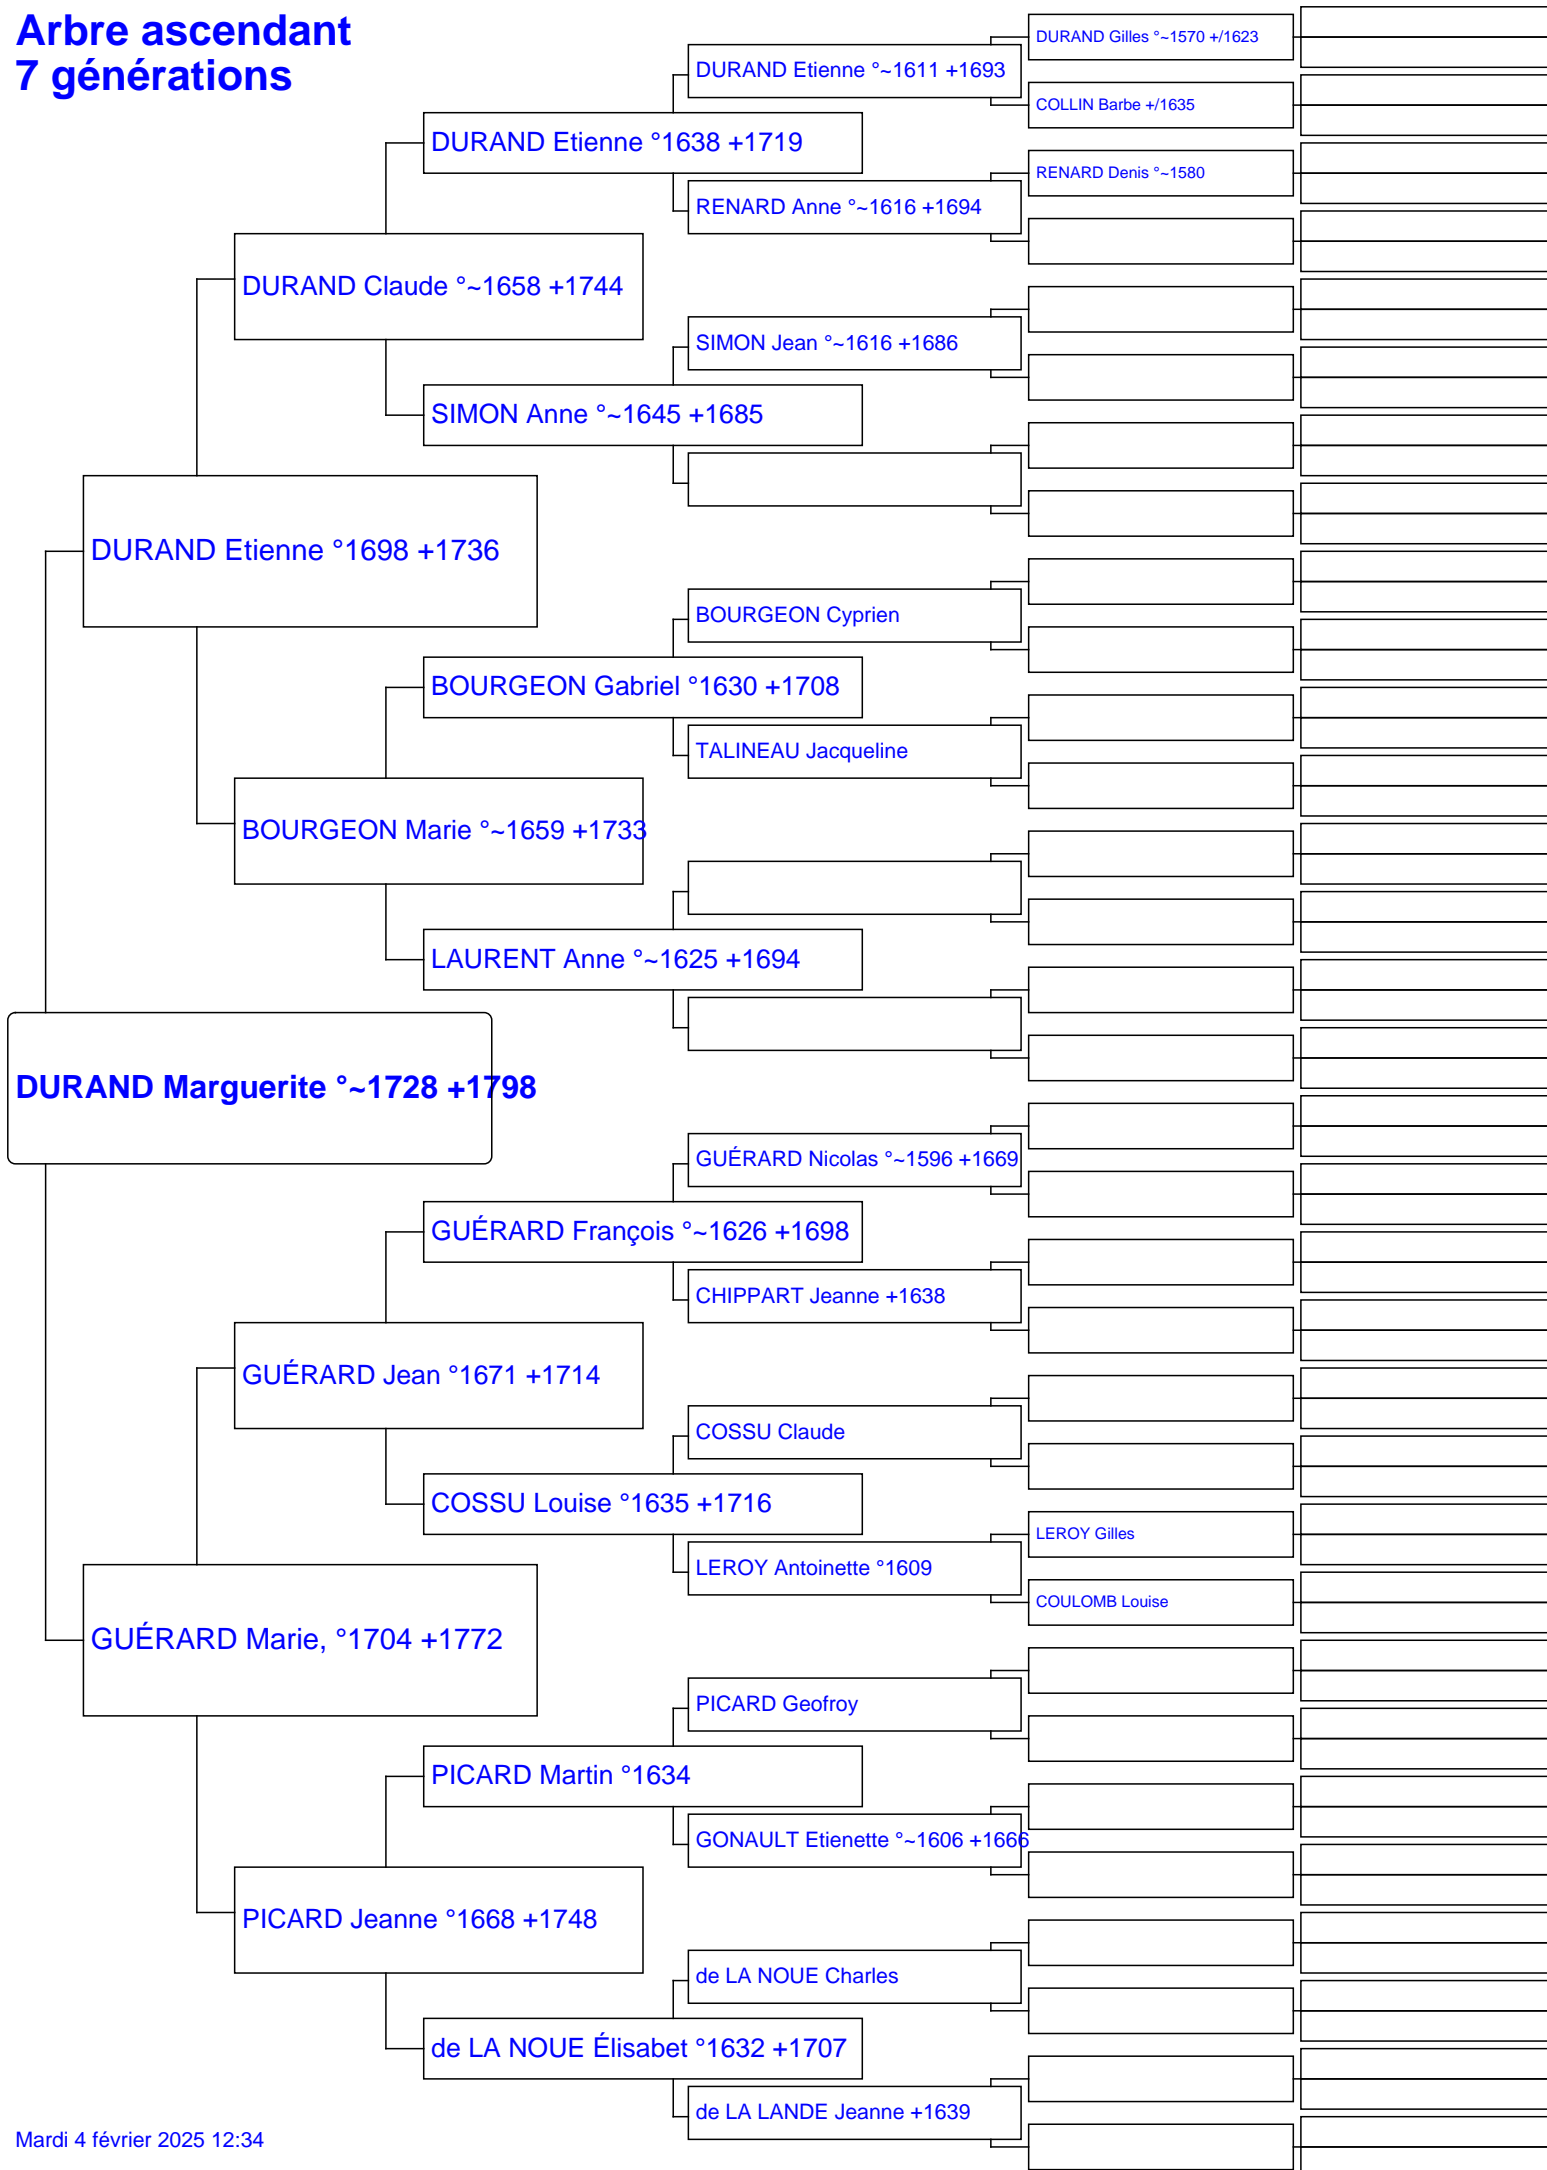 Arbre ascendant
7 générations
DURAND Gilles °~1570 +/1623
DURAND Etienne °~1611 +1693
COLLIN Barbe +/1635
DURAND Etienne °1638 +1719
RENARD Denis °~1580
RENARD Anne °~1616 +1694
DURAND Claude °~1658 +1744
SIMON Jean °~1616 +1686
SIMON Anne °~1645 +1685
DURAND Etienne °1698 +1736
BOURGEON Cyprien
BOURGEON Gabriel °1630 +1708
TALINEAU Jacqueline
BOURGEON Marie °~1659 +1733
LAURENT Anne °~1625 +1694
DURAND Marguerite °~1728 +1798
GUÉRARD Nicolas °~1596 +1669
GUÉRARD François °~1626 +1698
CHIPPART Jeanne +1638
GUÉRARD Jean °1671 +1714
COSSU Claude
COSSU Louise °1635 +1716
LEROY Gilles
LEROY Antoinette °1609
COULOMB Louise
GUÉRARD Marie, °1704 +1772
PICARD Geofroy
PICARD Martin °1634
GONAULT Etienette °~1606 +1666
PICARD Jeanne °1668 +1748
de LA NOUE Charles
de LA NOUE Élisabet °1632 +1707
de LA LANDE Jeanne +1639
Mardi 4 février 2025 12:34